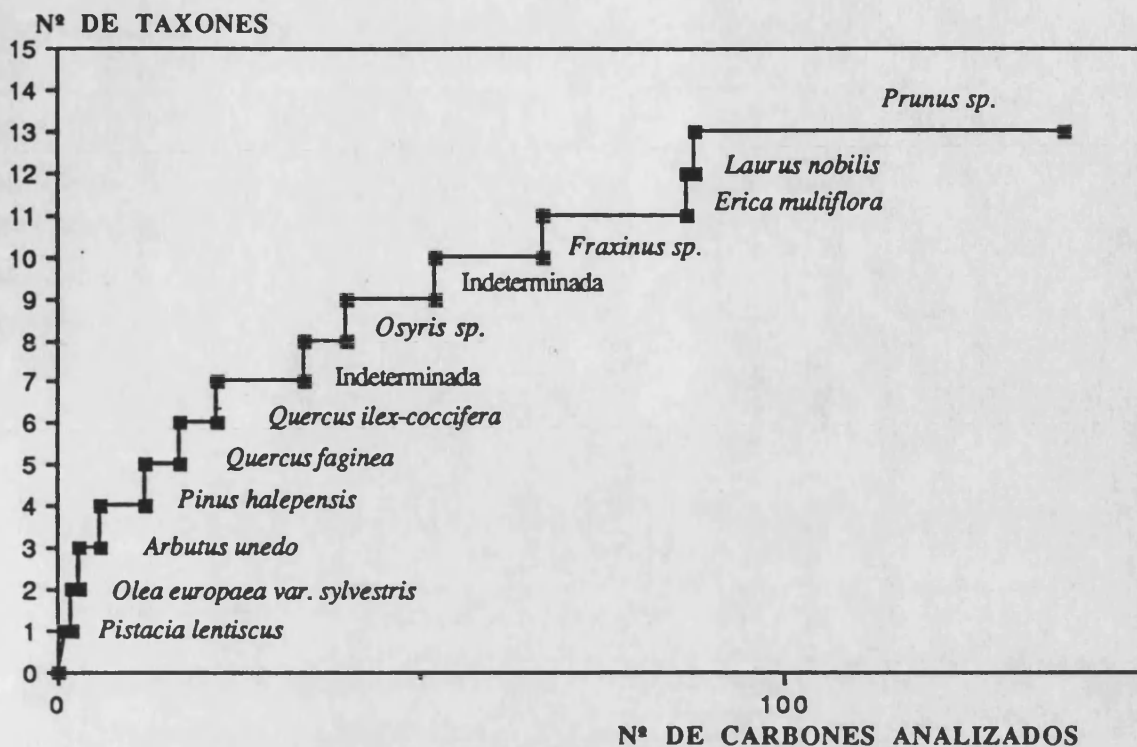 Nº DE TAXONES
15
14
Prunus sp.
13
12
Laurus nobilis
Erica multiflora
11
Fraxinus sp.
10
Indeterminada
9
Osyris sp.
8
Indeterminada
7
Quercus ilex-coccifera
6
Quercus faginea
5
Pinus halepensis
4
Arbutus unedo
3
Olea europaea var. sylvestris
2
Pistacia lentiscus
1
0
0 100
Nº DE CARBONES ANALIZADOS